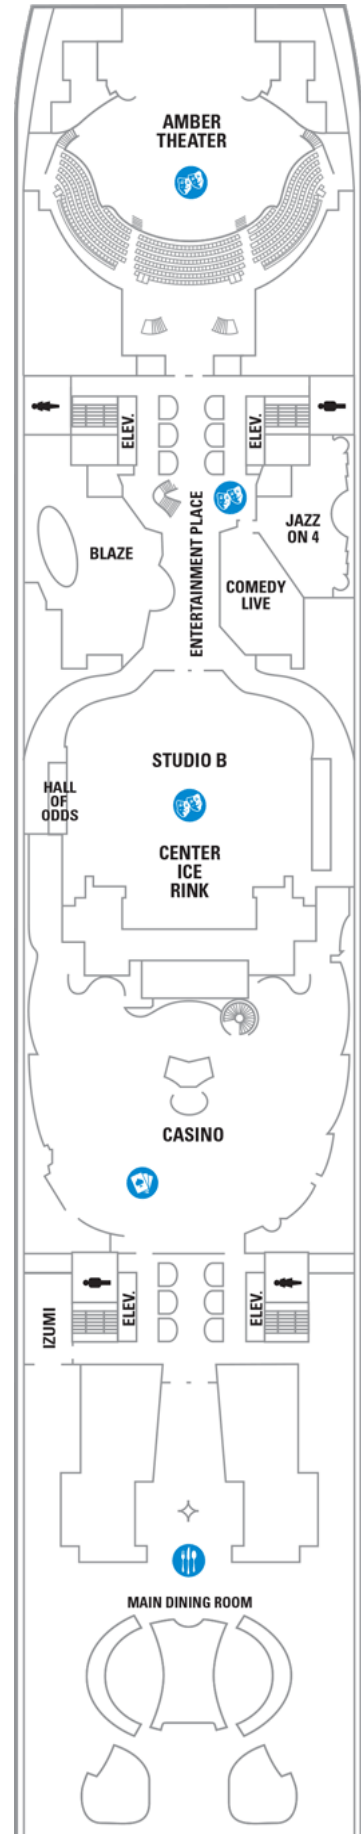 AMBER
THEATER
ELEV.
ELEV.
ENTERTAINMENT PLACE
JAZZ
ON 4
BLAZE
COMEDY
LIVE
STUDIO B
HALL
OF
ODDS
CENTER
ICE
RINK
CASINO
IZUMI
ELEV.
ELEV.
MAIN DINING ROOM